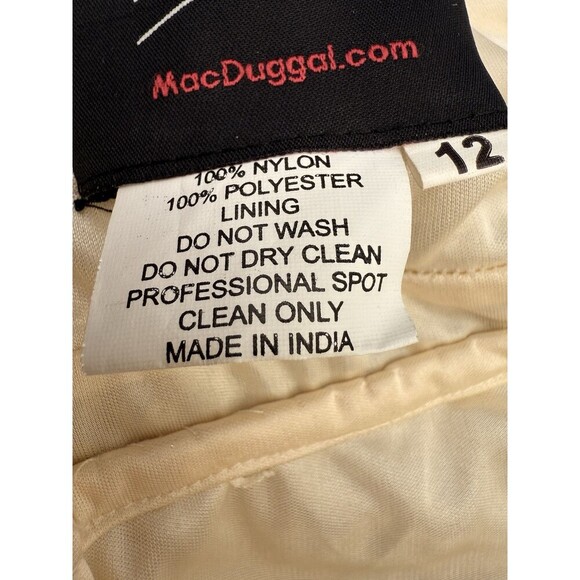 MacDuggal.com
12
100% NYLON
100% POLYESTER
LINING
DO NOT WASH
DO NOT DRY CLEAN
PROFESSIONAL SPOT
CLEAN ONLY
MADE IN INDIA